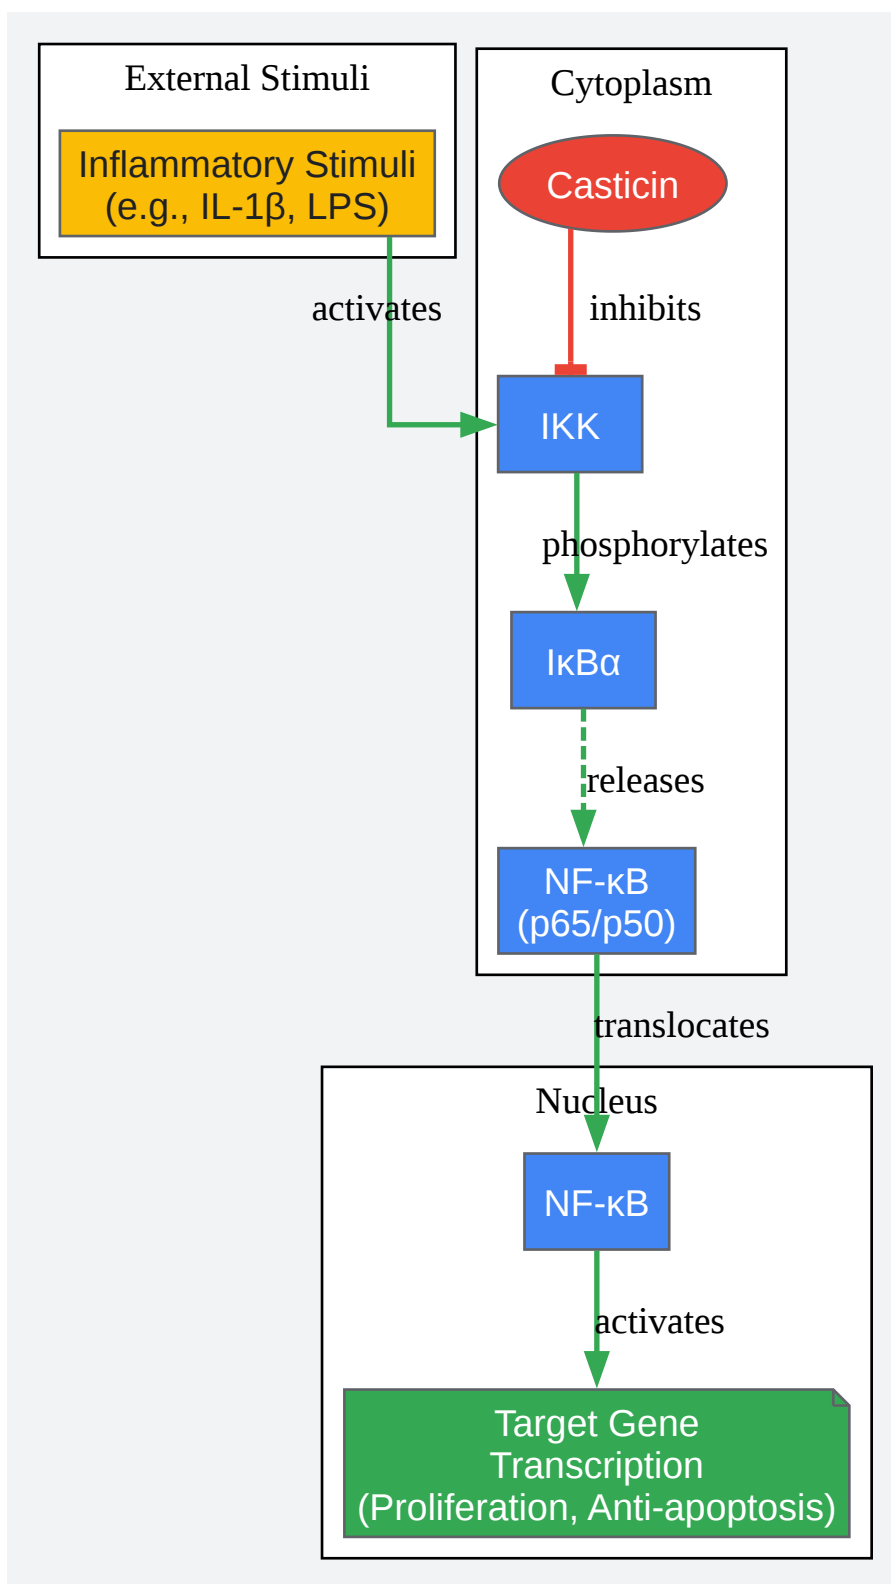 External Stimuli
Inflammatory Stimuli
(e.g., IL-1β, LPS)
activates
Cytoplasm
Casticin
inhibits
IKK
phosphorylates
IκBα
releases
NF-κB
(p65/p50)
translocates
Nucleus
NF-κB
activates
Target Gene
Transcription
(Proliferation, Anti-apoptosis)